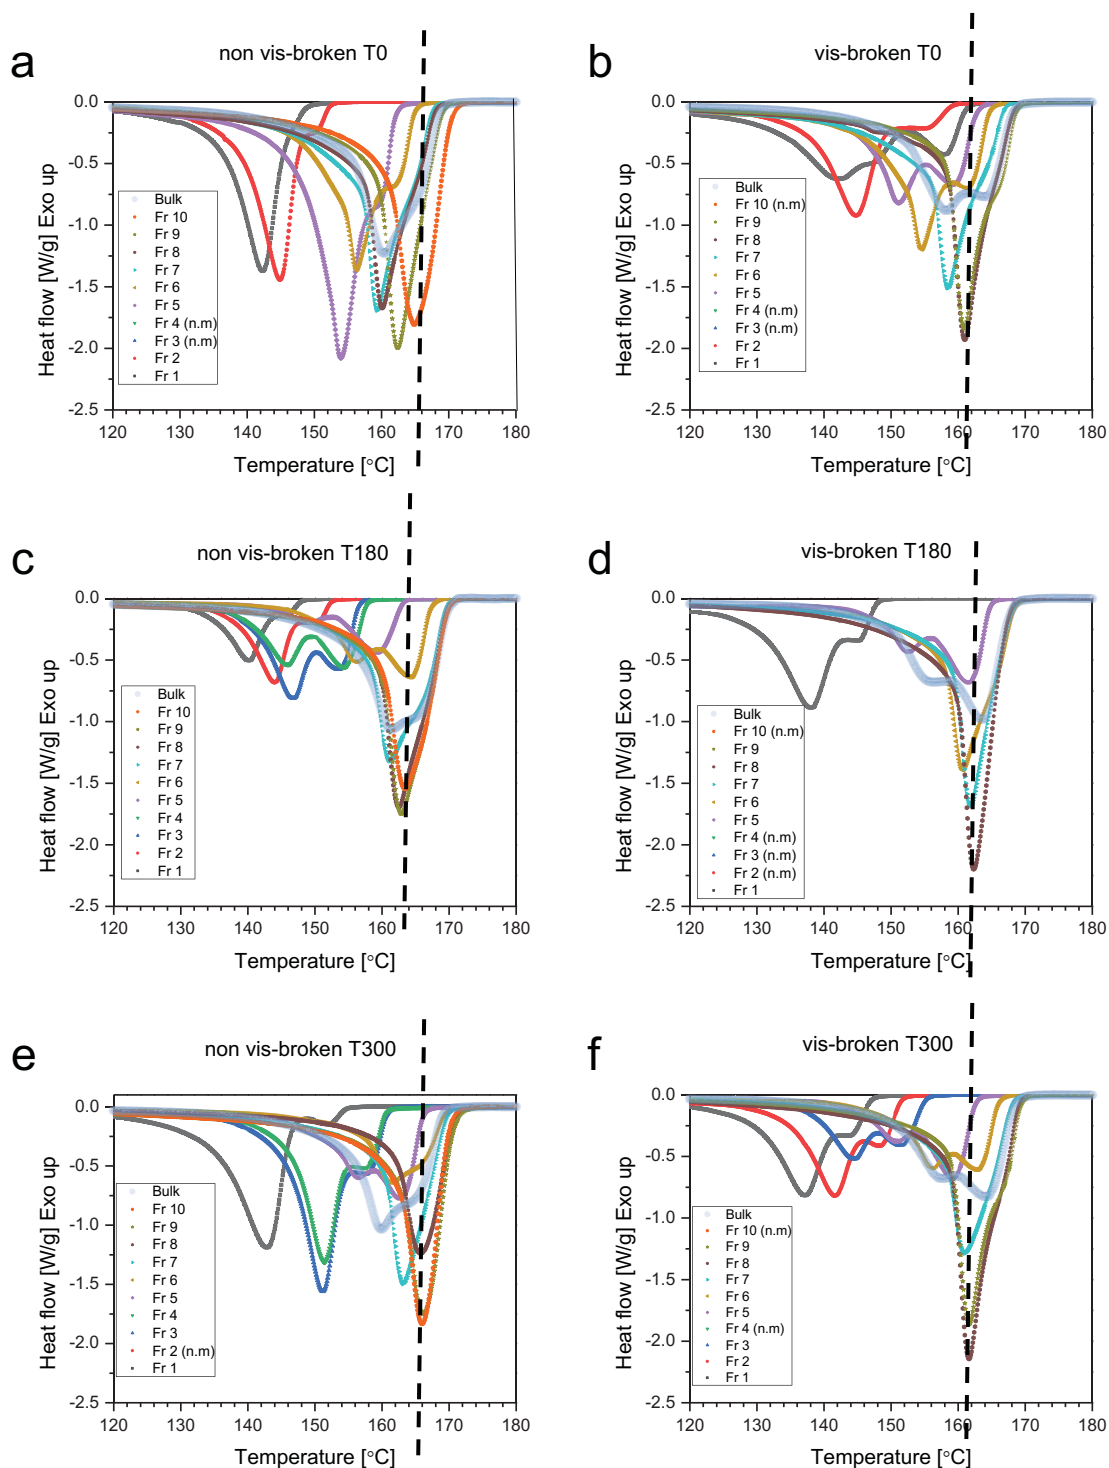 a
non vis-broken T0
0.0
-0.5
-1.0
-1.5
-2.0
-2.5
Heat flow [W/g] Exo up
Bulk
Fr 10
Fr 9
Fr 8
Fr 7
Fr 6
Fr 5
Fr 4 (n.m)
Fr 3 (n.m)
Fr 2
Fr 1
120 130 140 150 160 170 180
Temperature [°C]
b
vis-broken T0
0.0
-0.5
-1.0
-1.5
-2.0
-2.5
Heat flow [W/g] Exo up
Bulk
Fr 10 (n.m)
Fr 9
Fr 8
Fr 7
Fr 6
Fr 5
Fr 4 (n.m)
Fr 3 (n.m)
Fr 2
Fr 1
120 130 140 150 160 170 180
Temperature [°C]
c
non vis-broken T180
0.0
-0.5
-1.0
-1.5
-2.0
-2.5
Heat flow [W/g] Exo up
Bulk
Fr 10
Fr 9
Fr 8
Fr 7
Fr 6
Fr 5
Fr 4
Fr 3
Fr 2
Fr 1
120 130 140 150 160 170 180
Temperature [°C]
d
vis-broken T180
0.0
-0.5
-1.0
-1.5
-2.0
-2.5
Heat flow [W/g] Exo up
Bulk
Fr 10 (n.m)
Fr 9
Fr 8
Fr 7
Fr 6
Fr 5
Fr 4 (n.m)
Fr 3 (n.m)
Fr 2 (n.m)
Fr 1
120 130 140 150 160 170 180
Temperature [°C]
e
non vis-broken T300
0.0
-0.5
-1.0
-1.5
-2.0
-2.5
Heat flow [W/g] Exo up
Bulk
Fr 10
Fr 9
Fr 8
Fr 7
Fr 6
Fr 5
Fr 4
Fr 3
Fr 2 (n.m)
Fr 1
120 130 140 150 160 170 180
Temperature [°C]
f
vis-broken T300
0.0
-0.5
-1.0
-1.5
-2.0
-2.5
Heat flow [W/g] Exo up
Bulk
Fr 10 (n.m)
Fr 9
Fr 8
Fr 7
Fr 6
Fr 5
Fr 4 (n.m)
Fr 3
Fr 2
Fr 1
120 130 140 150 160 170 180
Temperature [°C]